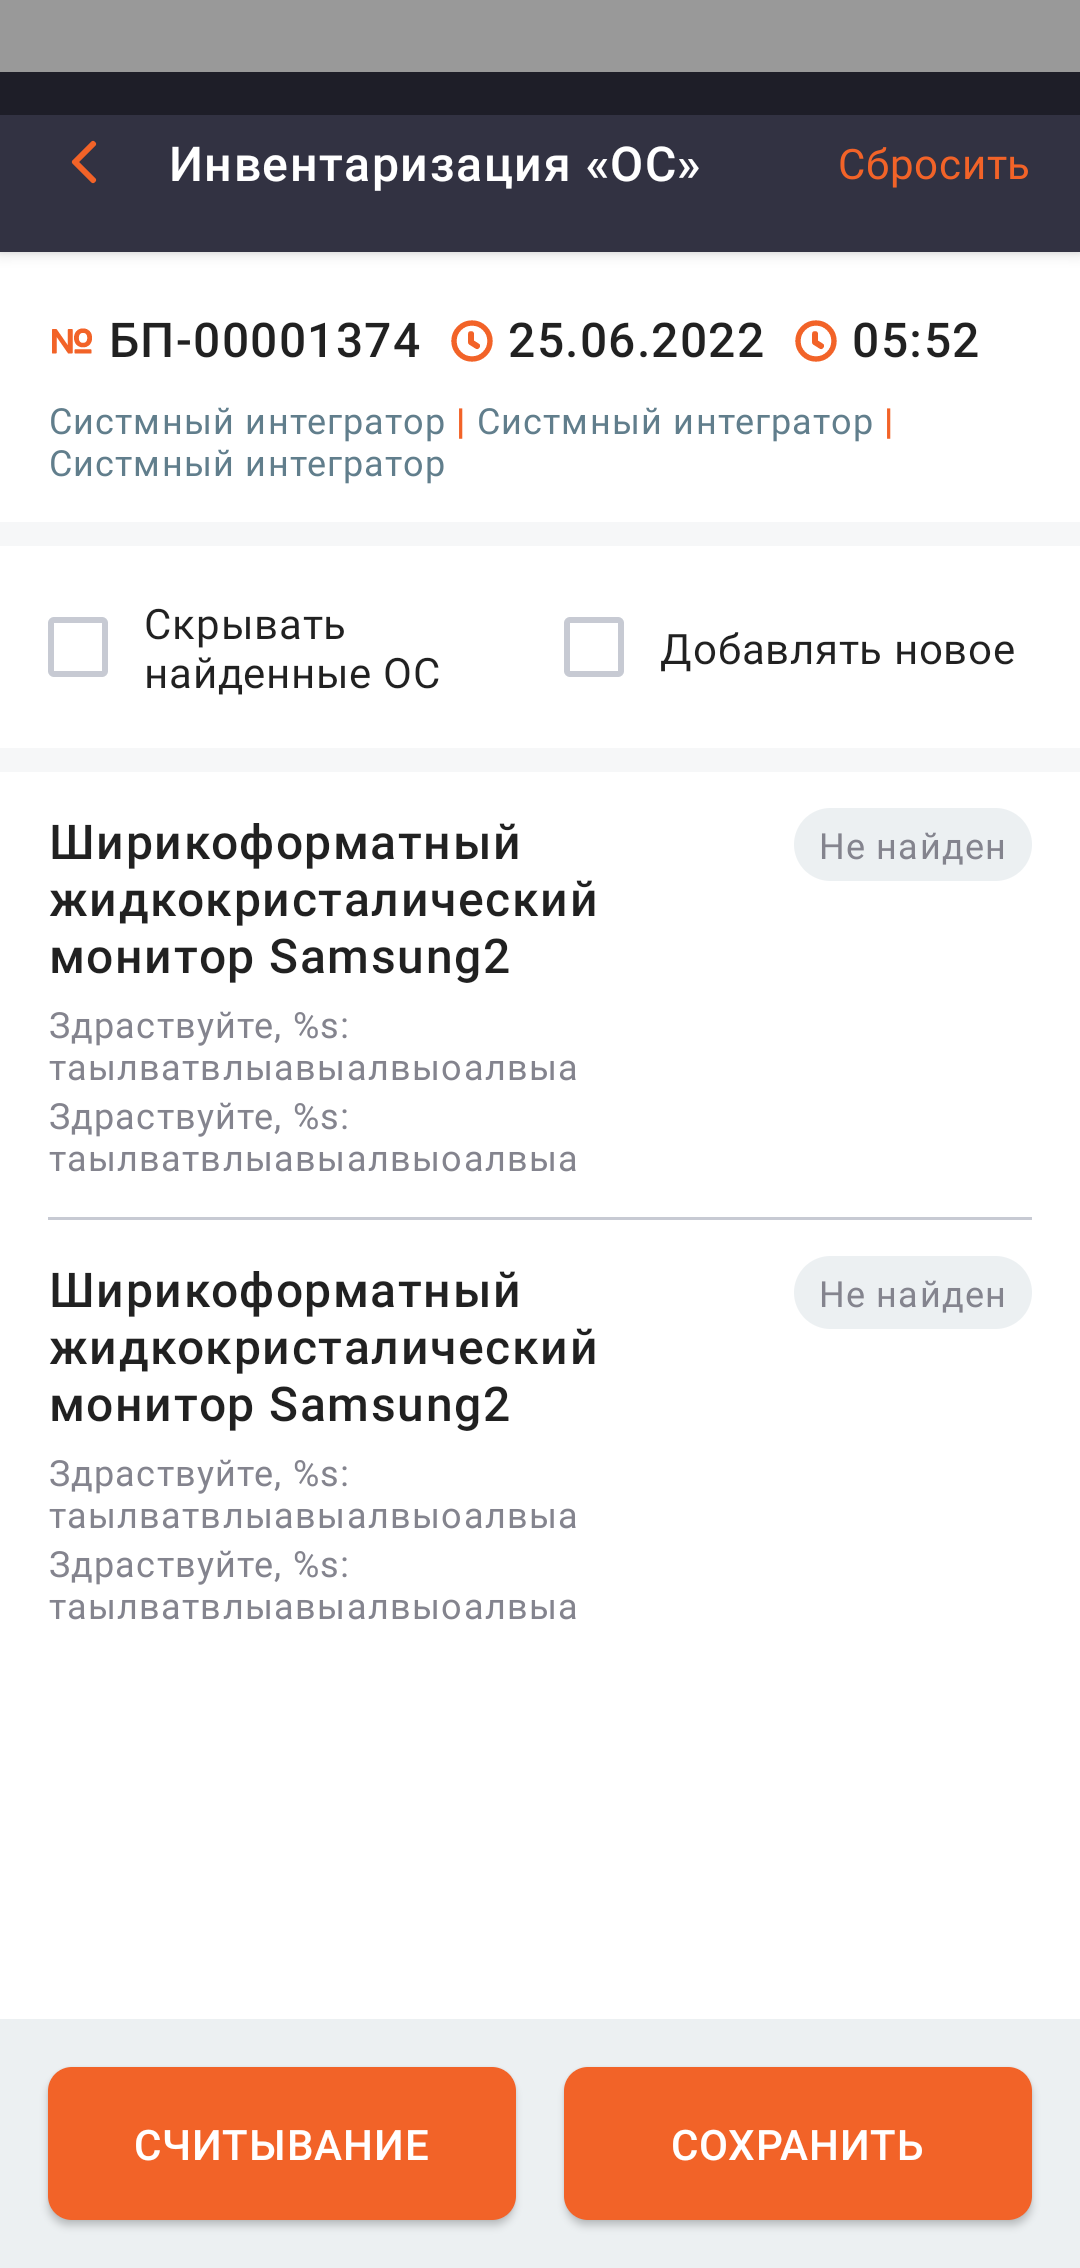 Инвентаризация «ОС» Сбросить
№ БП-00001374 25.06.2022 05:52
Систмный интегратор | Систмный интегратор |
Систмный интегратор
Скрывать
найденные ОС
Добавлять новое
Ширикоформатный
жидкокристалический
монитор Samsung2
Не найден
Здраствуйте, %s:
таылватвлыавыалвыоалвыа
Здраствуйте, %s:
таылватвлыавыалвыоалвыа
Ширикоформатный
жидкокристалический
монитор Samsung2
Не найден
Здраствуйте, %s:
таылватвлыавыалвыоалвыа
Здраствуйте, %s:
таылватвлыавыалвыоалвыа
СЧИТЫВАНИЕ СОХРАНИТЬ